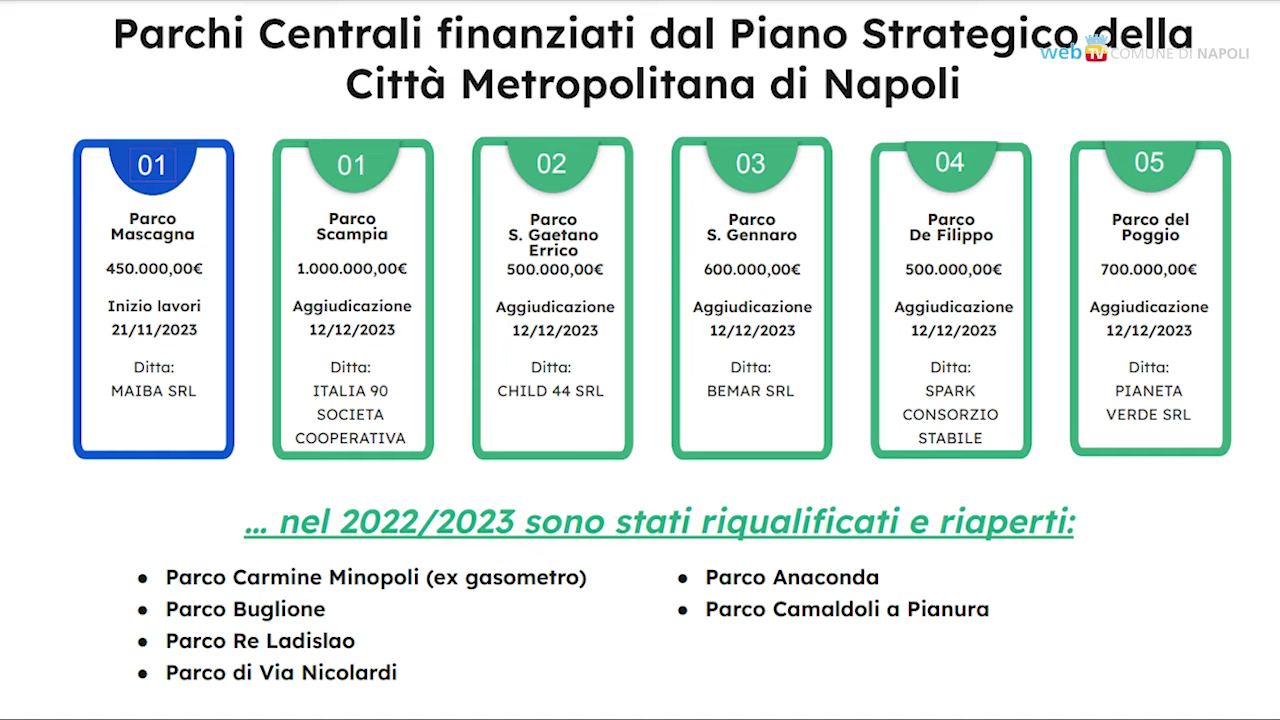 Parchi Centrali finanziati dal Piano Strategico della
Città Metropolitana di Napoli
web TV COMUNE DI NAPOLI
01
Parco
Mascagna
450.000,00€
Inizio lavori
21/11/2023
Ditta:
MAIBA SRL
01
Parco
Scampia
1.000.000,00€
Aggiudicazione
12/12/2023
Ditta:
ITALIA 90
SOCIETA
COOPERATIVA
02
Parco
S. Gaetano
Errico
500.000,00€
Aggiudicazione
12/12/2023
Ditta:
CHILD 44 SRL
03
Parco
S. Gennaro
600.000,00€
Aggiudicazione
12/12/2023
Ditta:
BEMAR SRL
04
Parco
De Filippo
500.000,00€
Aggiudicazione
12/12/2023
Ditta:
SPARK
CONSORZIO
STABILE
05
Parco del
Poggio
700.000,00€
Aggiudicazione
12/12/2023
Ditta:
PIANETA
VERDE SRL
... nel 2022/2023 sono stati riqualificati e riaperti:
● Parco Carmine Minopoli (ex gasometro)
● Parco Buglione
● Parco Re Ladislao
● Parco di Via Nicolardi
● Parco Anaconda
● Parco Camaldoli a Pianura